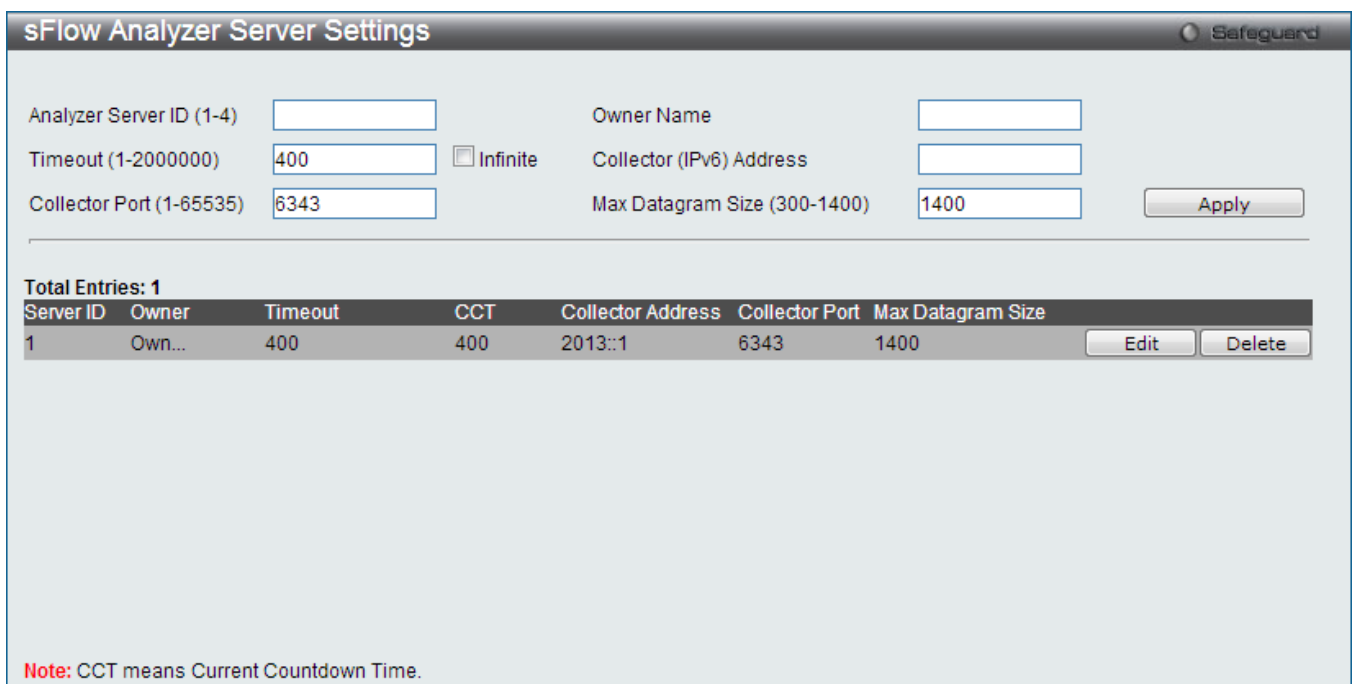 sFlow Analyzer Server Settings Safeguard
Analyzer Server ID (1-4) Owner Name
Timeout (1-2000000) 400 Infinite Collector (IPv6) Address
Collector Port (1-65535) 6343 Max Datagram Size (300-1400) 1400 Apply
Total Entries: 1
Server ID Owner Timeout CCT Collector Address Collector Port Max Datagram Size
1 Own... 400 400 2013::1 6343 1400 Edit Delete
Note: CCT means Current Countdown Time.